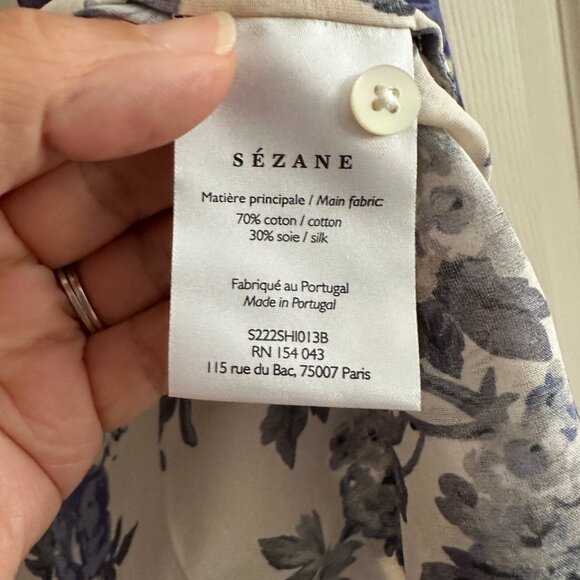 SÉZANE
Matière principale / Main fabric:
70% coton / cotton
30% soie / silk
Fabriqué au Portugal
Made in Portugal
S222SHI013B
RN 154 043
115 rue du Bac, 75007 Paris